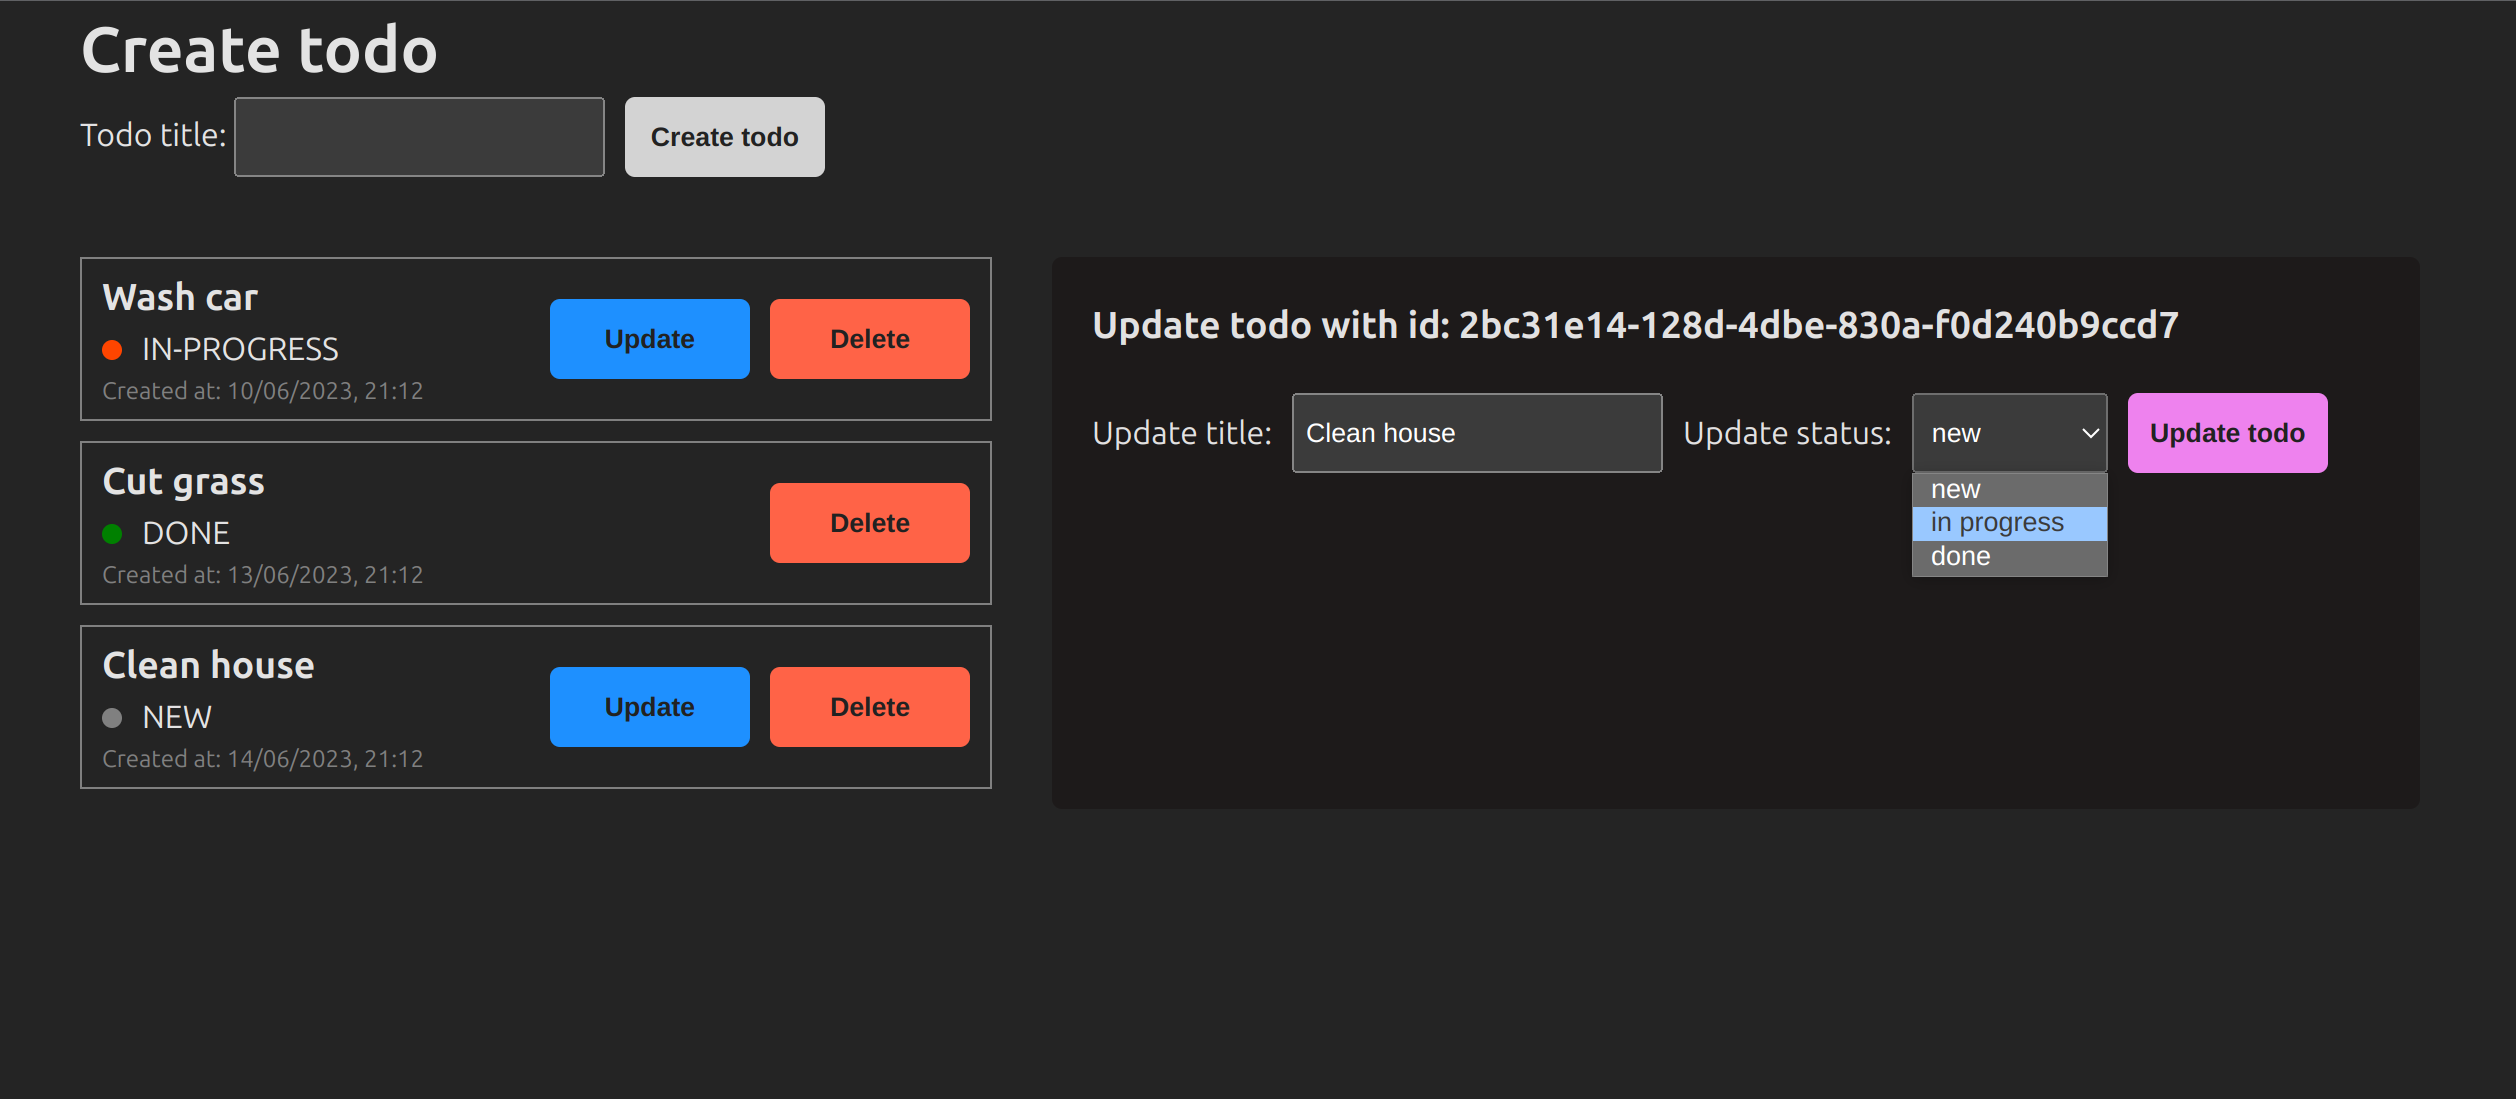 Create todo
Todo title:
Create todo
Wash car
IN-PROGRESS
Created at: 10/06/2023, 21:12
Update
Delete
Cut grass
DONE
Created at: 13/06/2023, 21:12
Delete
Clean house
NEW
Created at: 14/06/2023, 21:12
Update
Delete
Update todo with id: 2bc31e14-128d-4dbe-830a-f0d240b9ccd7
Update title:
Clean house
Update status:
new
Update todo
new
in progress
done